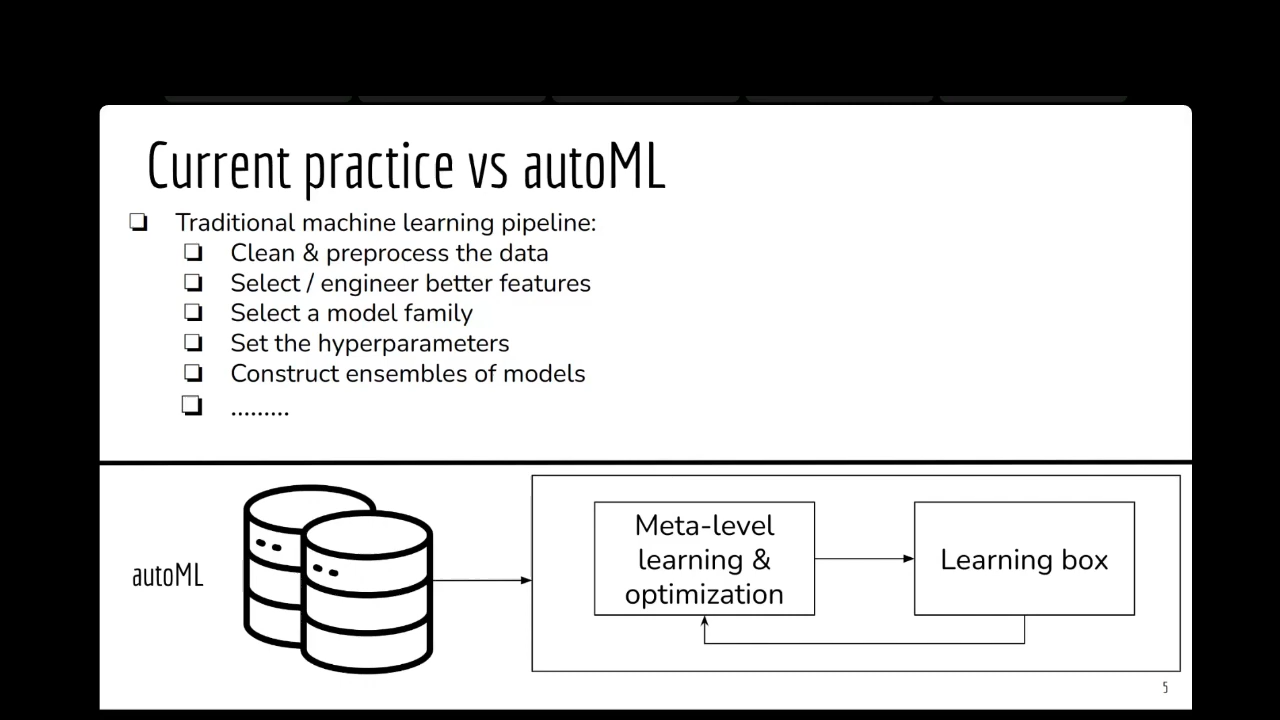 Current practice vs autoML
Traditional machine learning pipeline:
Clean & preprocess the data
Select / engineer better features
Select a model family
Set the hyperparameters
Construct ensembles of models
.........
autoML
Meta-level
learning &
optimization
Learning box
5